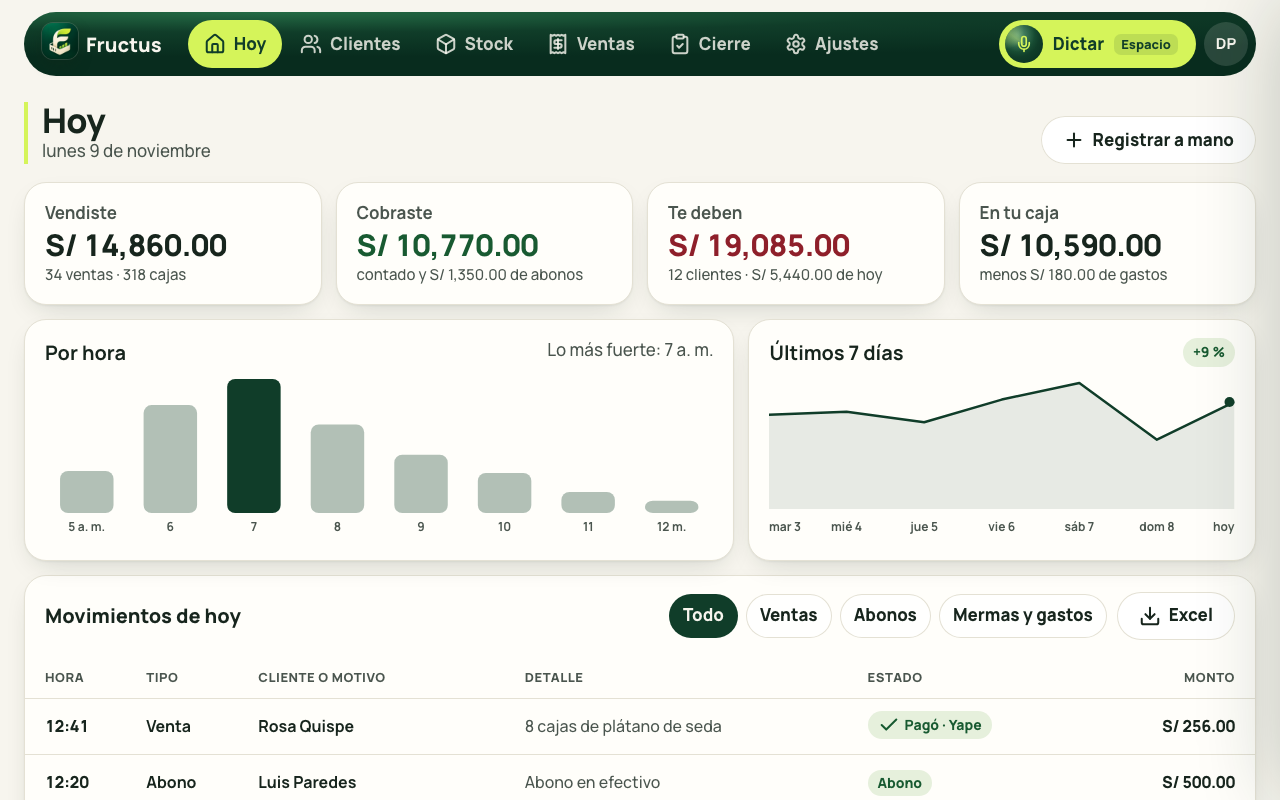 Fructus
Hoy
Clientes
Stock
Ventas
Cierre
Ajustes
Dictar
Espacio
DP
Hoy
lunes 9 de noviembre
Registrar a mano
Vendiste
S/ 14,860.00
34 ventas · 318 cajas
Cobraste
S/ 10,770.00
contado y S/ 1,350.00 de abonos
Te deben
S/ 19,085.00
12 clientes · S/ 5,440.00 de hoy
En tu caja
S/ 10,590.00
menos S/ 180.00 de gastos
Por hora
Lo más fuerte: 7 a. m.
5 a. m. 6 7 8 9 10 11 12 m.
Últimos 7 días
+9 %
mar 3 mié 4 jue 5 vie 6 sáb 7 dom 8 hoy
Movimientos de hoy
Todo
Ventas
Abonos
Mermas y gastos
Excel
HORA TIPO CLIENTE O MOTIVO DETALLE ESTADO MONTO
12:41 Venta Rosa Quispe 8 cajas de plátano de seda Pagó · Yape S/ 256.00
12:20 Abono Luis Paredes Abono en efectivo Abono S/ 500.00